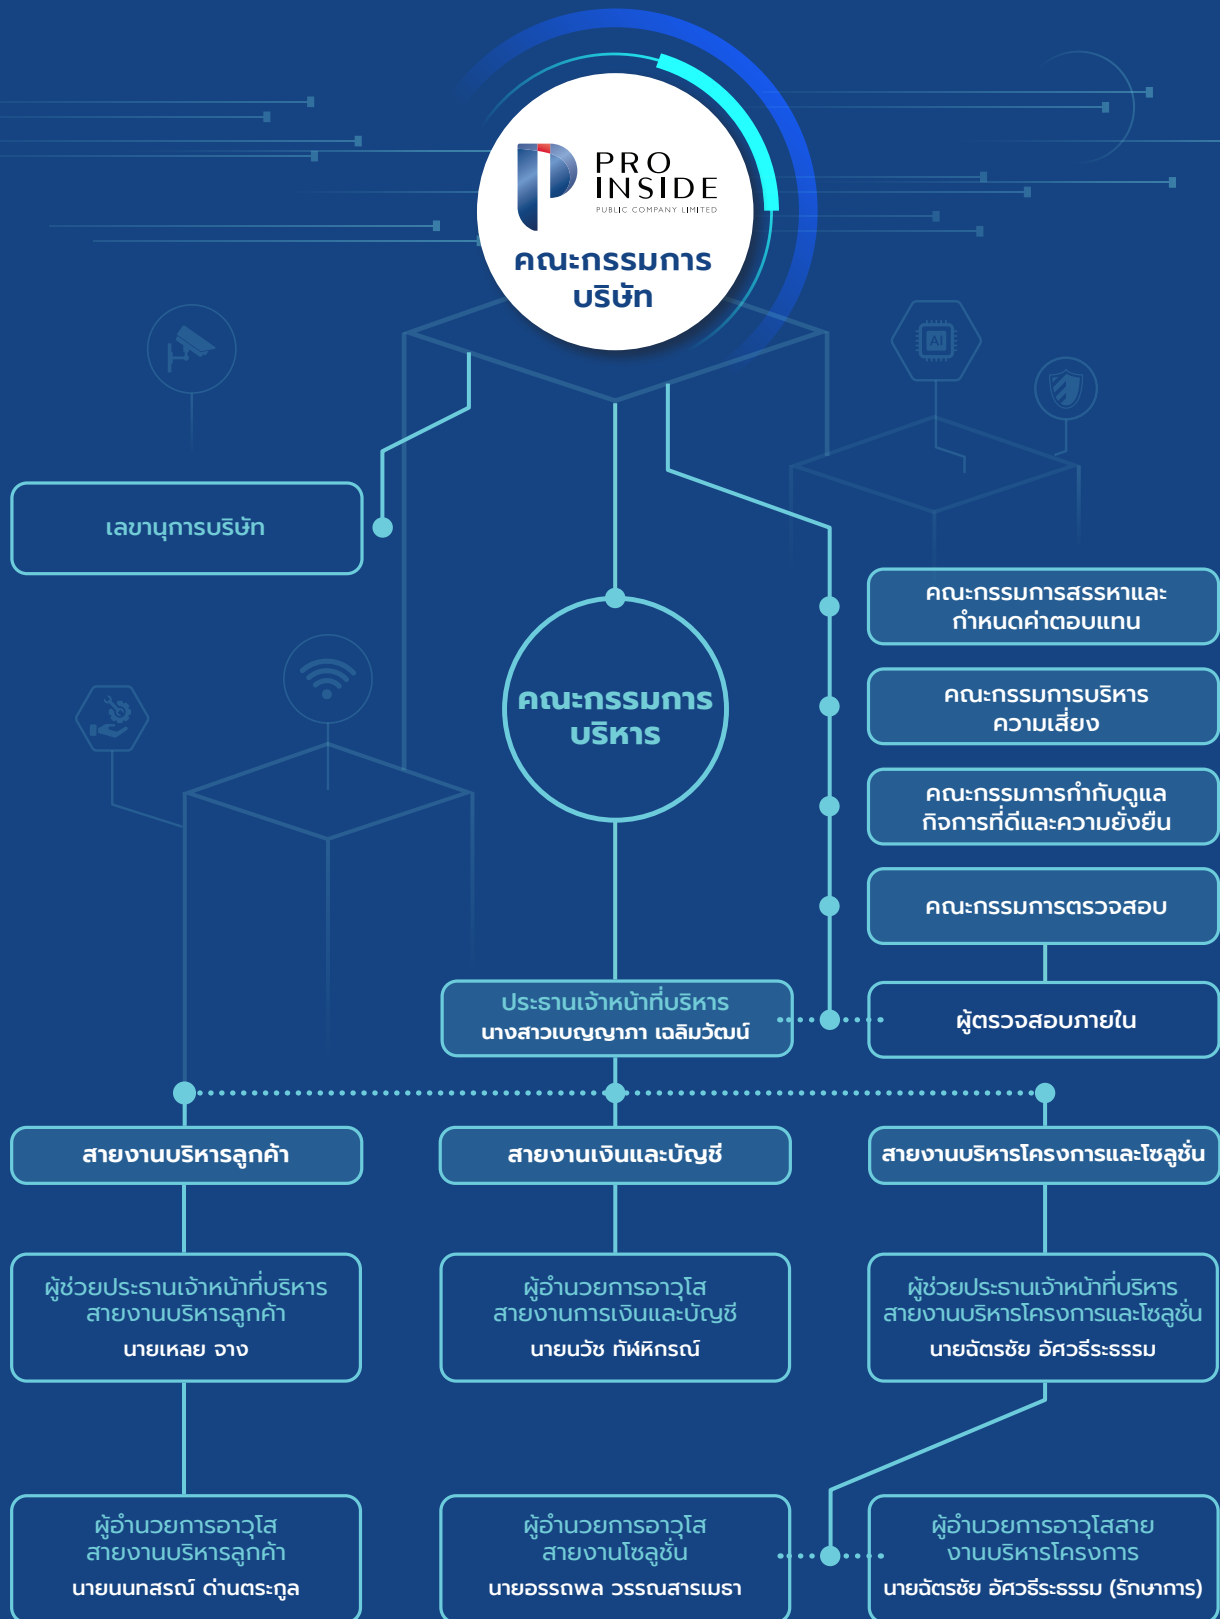 PRO
INSIDE
PUBLIC COMPANY LIMITED
คณะกรรมการ
บริษัท
AI
เลขานุการบริษัท
คณะกรรมการสรรหาและ
กำหนดค่าตอบแทน
คณะกรรมการบริหาร
ความเสี่ยง
คณะกรรมการ
บริหาร
คณะกรรมการกำกับดูแล
กิจการที่ดีและความยั่งยืน
คณะกรรมการตรวจสอบ
ประธานเจ้าหน้าที่บริหาร
นางสาวเบญญาภา เฉลิมวัฒน์
ผู้ตรวจสอบภายใน
สายงานบริหารลูกค้า
สายงานเงินและบัญชี
สายงานบริหารโครงการและโซลูชั่น
ผู้ช่วยประธานเจ้าหน้าที่บริหาร
สายงานบริหารลูกค้า
นายเหลย จาง
ผู้อำนวยการอาวุโส
สายงานการเงินและบัญชี
นายนวัช ทัฬหิกรณ์
ผู้ช่วยประธานเจ้าหน้าที่บริหาร
สายงานบริหารโครงการและโซลูชั่น
นายฉัตรชัย อัศวธีระธรรม
ผู้อำนวยการอาวุโส
สายงานบริหารลูกค้า
นายนนทสรณ์ ด่านตระกูล
ผู้อำนวยการอาวุโส
สายงานโซลูชั่น
นายอรรถพล วรรณสารเมธา
ผู้อำนวยการอาวุโสสาย
งานบริหารโครงการ
นายฉัตรชัย อัศวธีระธรรม (รักษาการ)